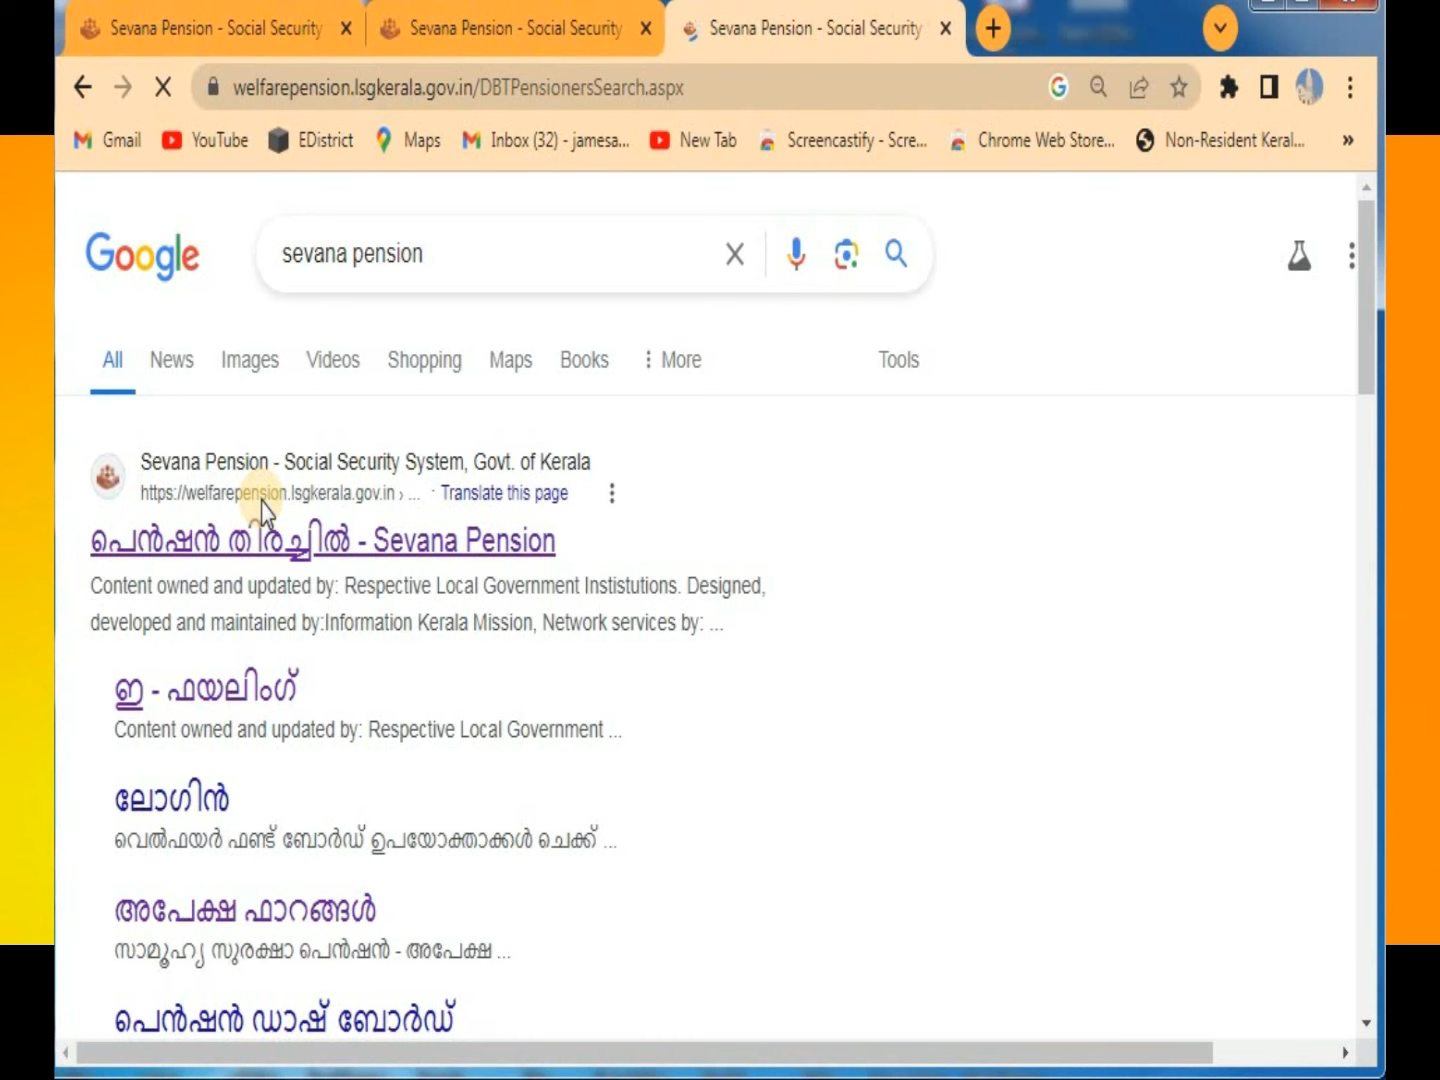 Sevana Pension - Social Security
Sevana Pension - Social Security
Sevana Pension - Social Security
welfarepension.lsgkerala.gov.in/DBTPensionersSearch.aspx
Gmail YouTube EDistrict Maps Inbox (32) - jamesa... New Tab Screencastify - Scre... Chrome Web Store... Non-Resident Keral... »
Google
sevana pension
All News Images Videos Shopping Maps Books More Tools
Sevana Pension - Social Security System, Govt. of Kerala
https://welfarepension.lsgkerala.gov.in › ... · Translate this page
പെൻഷൻ തിരച്ചിൽ - Sevana Pension
Content owned and updated by: Respective Local Government Instistutions. Designed,
developed and maintained by:Information Kerala Mission, Network services by: ...
ഇ - ഫയലിംഗ്
Content owned and updated by: Respective Local Government ...
ലോഗിൻ
വെൽഫയർ ഫണ്ട് ബോർഡ് ഉപയോക്താക്കൾ ചെക്ക് ...
അപേക്ഷ ഫാറങ്ങൾ
സാമൂഹ്യ സുരക്ഷാ പെൻഷൻ - അപേക്ഷ ...
പെൻഷൻ ഡാഷ് ബോർഡ്